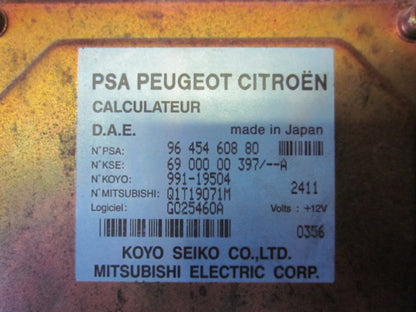 PSA PEUGEOT CITROËN
CALCULATEUR
D.A.E. made in Japan
N°PSA: 96 454 608 80
N°KSE: 69 000 00 397/--A
N°KOYO: 991-19504
N°MITSUBISHI: Q1T19071M 2411
Logiciel: G025460A Volts : +12V
0356
KOYO SEIKO CO.,LTD.
MITSUBISHI ELECTRIC CORP.